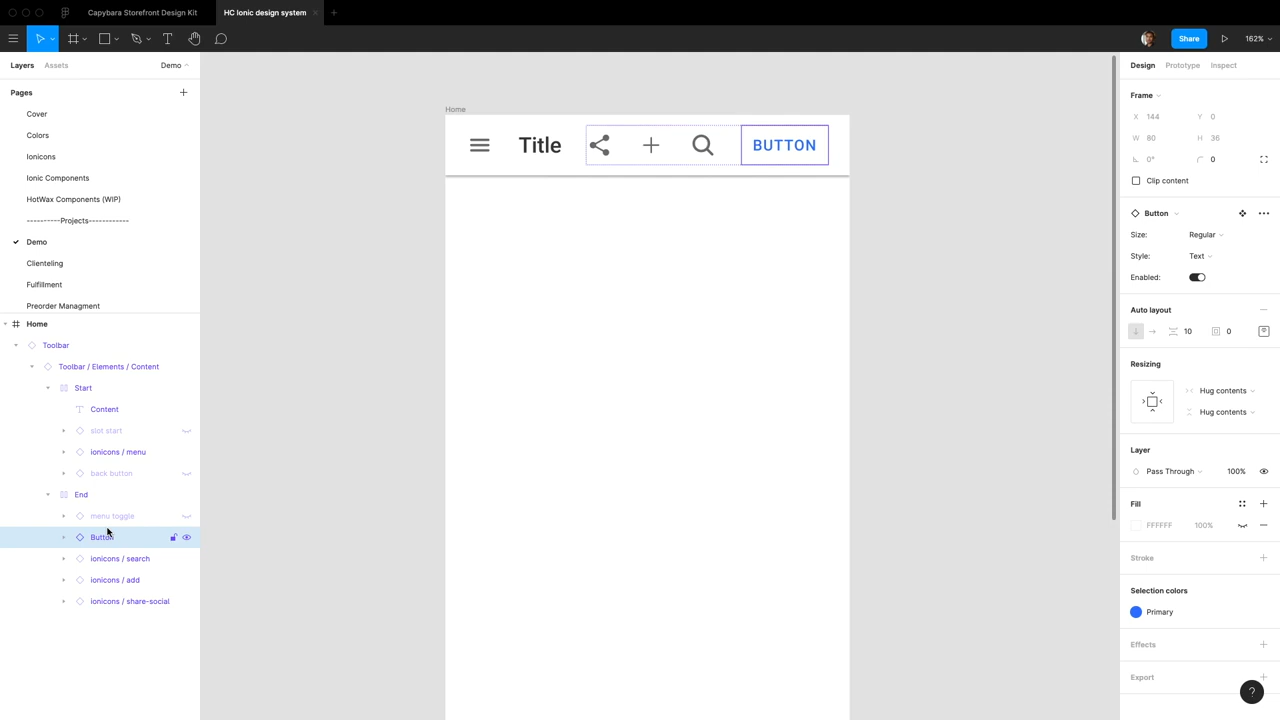 Capybara Storefront Design Kit
HC Ionic design system
Share
162%
Layers
Assets
Demo
Pages
Cover
Colors
Ionicons
Ionic Components
HotWax Components (WIP)
----------Projects------------
Demo
Clienteling
Fulfillment
Preorder Managment
Home
Toolbar
Toolbar / Elements / Content
Start
Content
slot start
ionicons / menu
back button
End
menu toggle
Button
ionicons / search
ionicons / add
ionicons / share-social
Home
Title
BUTTON
Design
Prototype
Inspect
Frame
X 144
Y 0
W 80
H 36
0°
0
Clip content
Button
Size: Regular
Style: Text
Enabled:
Auto layout
10
0
Resizing
Hug contents
Hug contents
Layer
Pass Through
100%
Fill
FFFFFF
100%
Stroke
Selection colors
Primary
Effects
Export
?